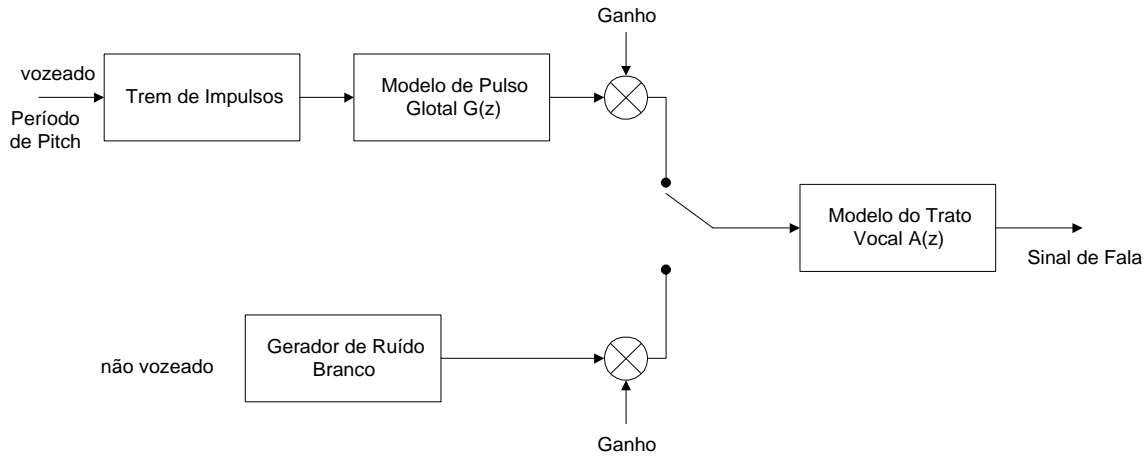 Ganho
vozeado
Período
de Pitch
Trem de Impulsos
Modelo de Pulso
Glotal G(z)
Modelo do Trato
Vocal A(z)
Sinal de Fala
não vozeado
Gerador de Ruído
Branco
Ganho